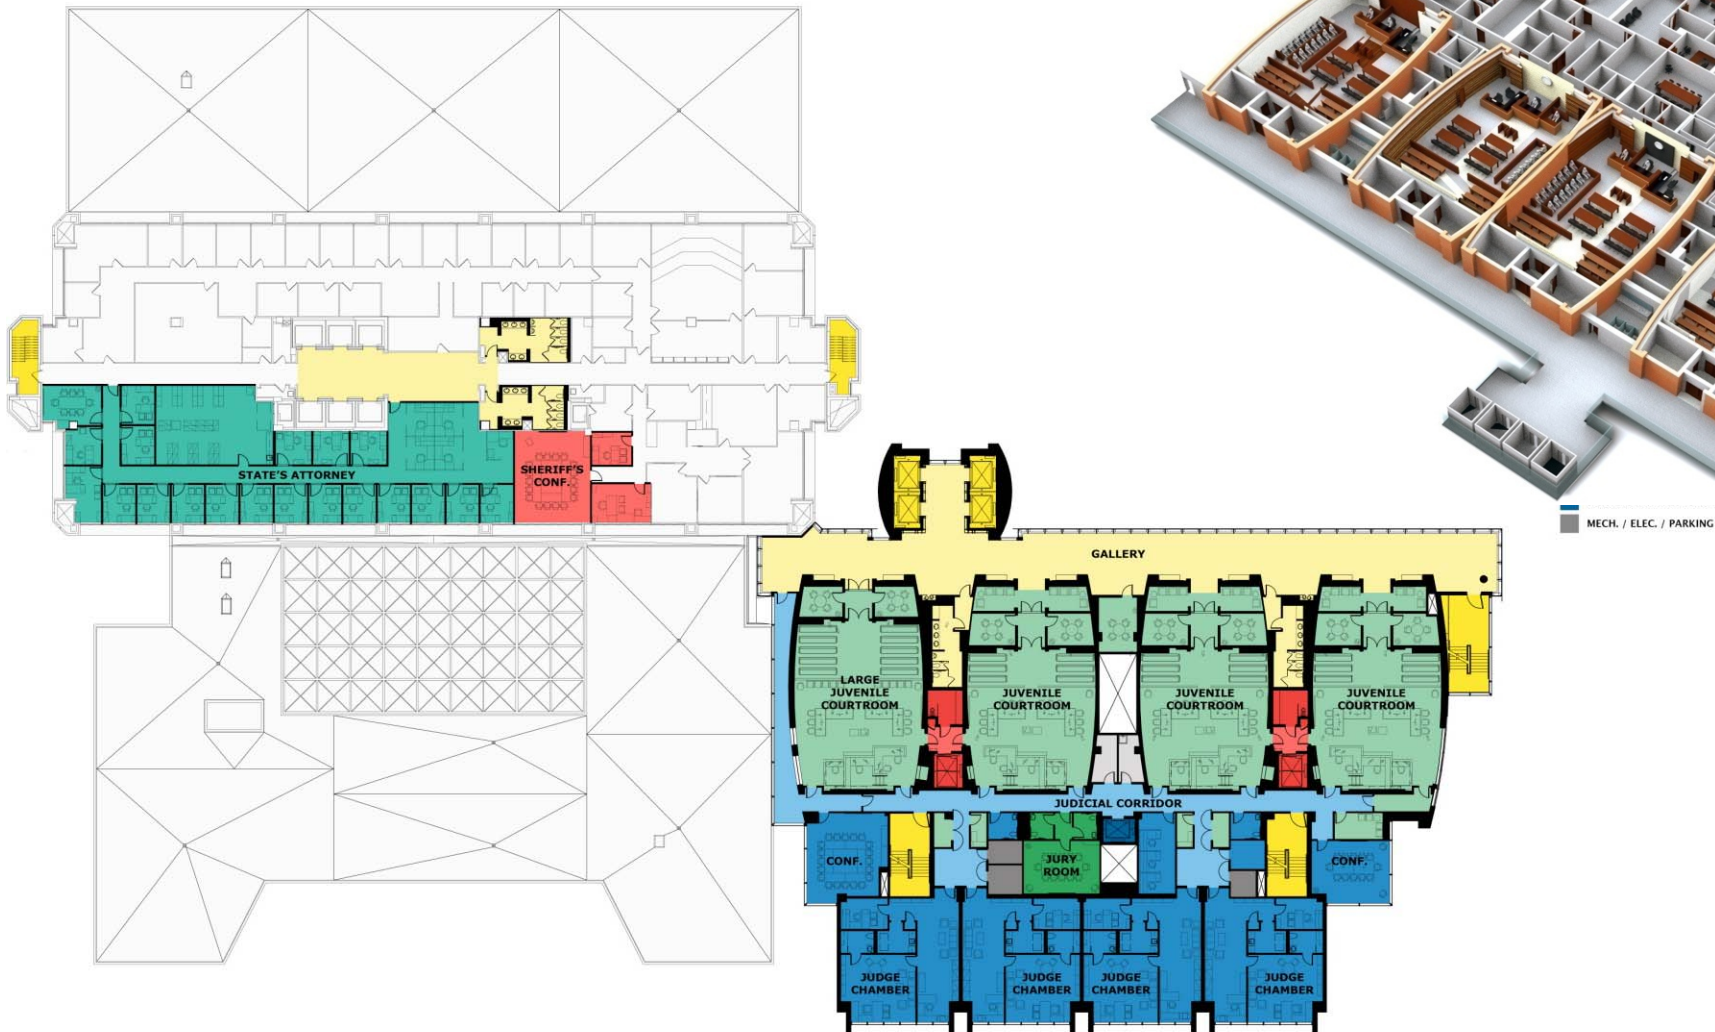 STATE'S ATTORNEY
SHERIFF'S
CONF.
MECH. / ELEC. / PARKING
GALLERY
LARGE
JUVENILE
COURTROOM
JUVENILE
COURTROOM
JUVENILE
COURTROOM
JUVENILE
COURTROOM
JUDICIAL CORRIDOR
CONF.
JURY
ROOM
CONF.
JUDGE
CHAMBER
JUDGE
CHAMBER
JUDGE
CHAMBER
JUDGE
CHAMBER